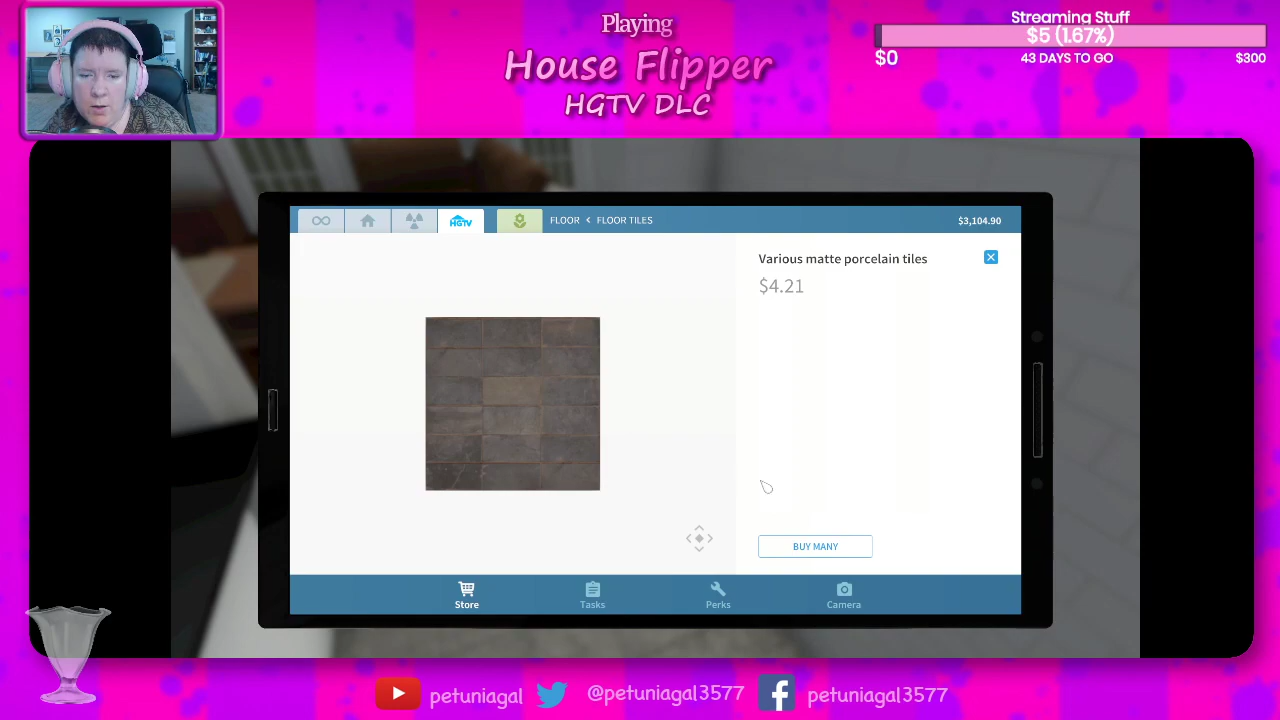 Playing
House Flipper
HGTV DLC
Streaming Stuff
$5 (1.67%)
$0
43 DAYS TO GO
$300
HGTV
FLOOR < FLOOR TILES
$3,104.90
Various matte porcelain tiles
$4.21
BUY MANY
Store
Tasks
Perks
Camera
petuniagal
@petuniagal3577
petuniagal3577